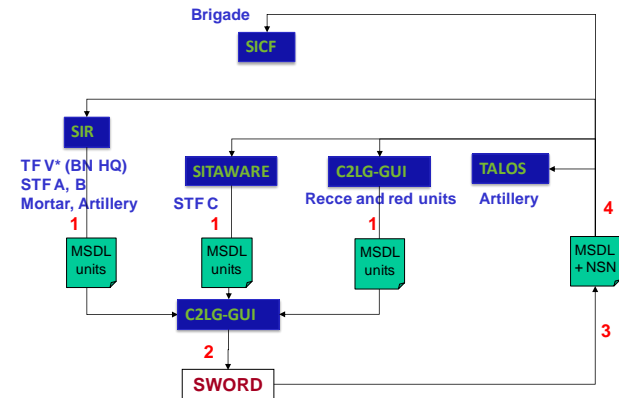 Brigade
SICF
SIR
TF V* (BN HQ)
STF A, B
Mortar, Artillery
SITAWARE
STF C
C2LG-GUI
Recce and red units
TALOS
Artillery
1
1
1
4
MSDL
units
MSDL
units
MSDL
units
MSDL
+ NSN
C2LG-GUI
2
3
SWORD